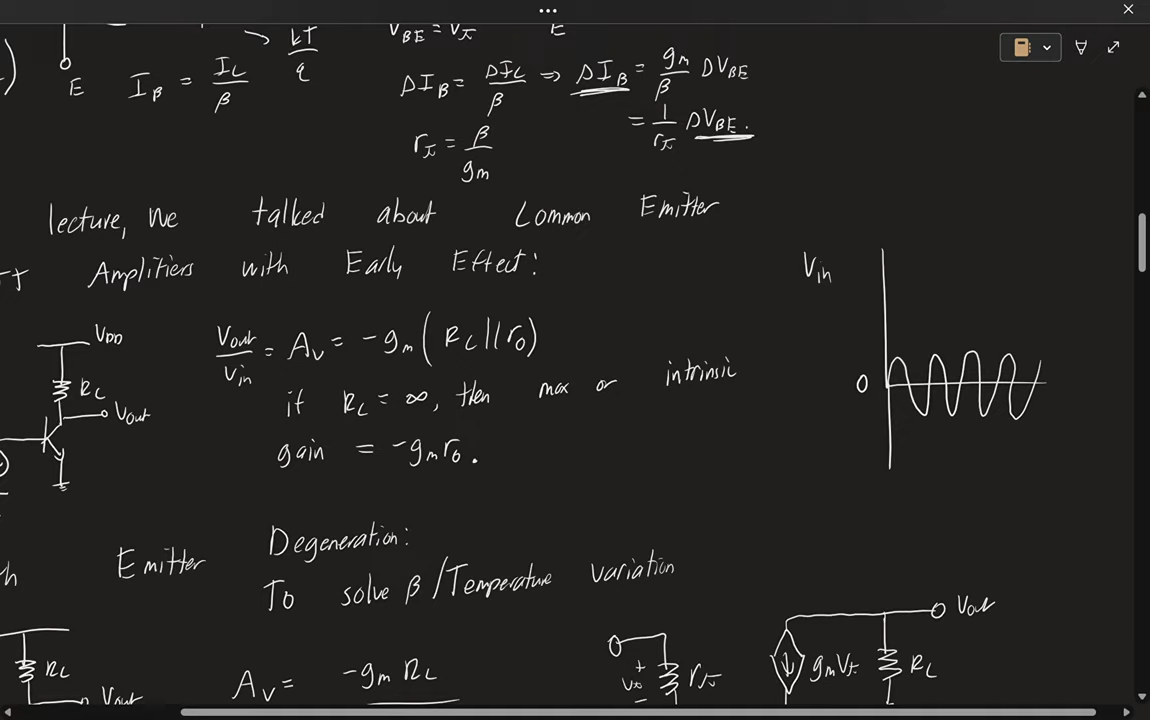 kT
q
V_BE = V_π
E
E
I_B = I_C / β
ΔI_B = ΔI_C / β ⇒ ΔI_B = g_m / β ΔV_BE
= 1 / r_π ΔV_BE.
r_π = β / g_m
lecture, we talked about Common Emitter
Amplifiers with Early Effect:
V_in
0
V_DD
R_C
V_out
V_out / V_in = A_v = -g_m (R_C || r_o)
if R_C = ∞, then max or intrinsic
gain = -g_m r_o.
Emitter Degeneration:
To solve β/Temperature variation
R_C
V_out
A_v = -g_m R_C
+
V_π
-
r_π
g_m V_π
R_C
V_out